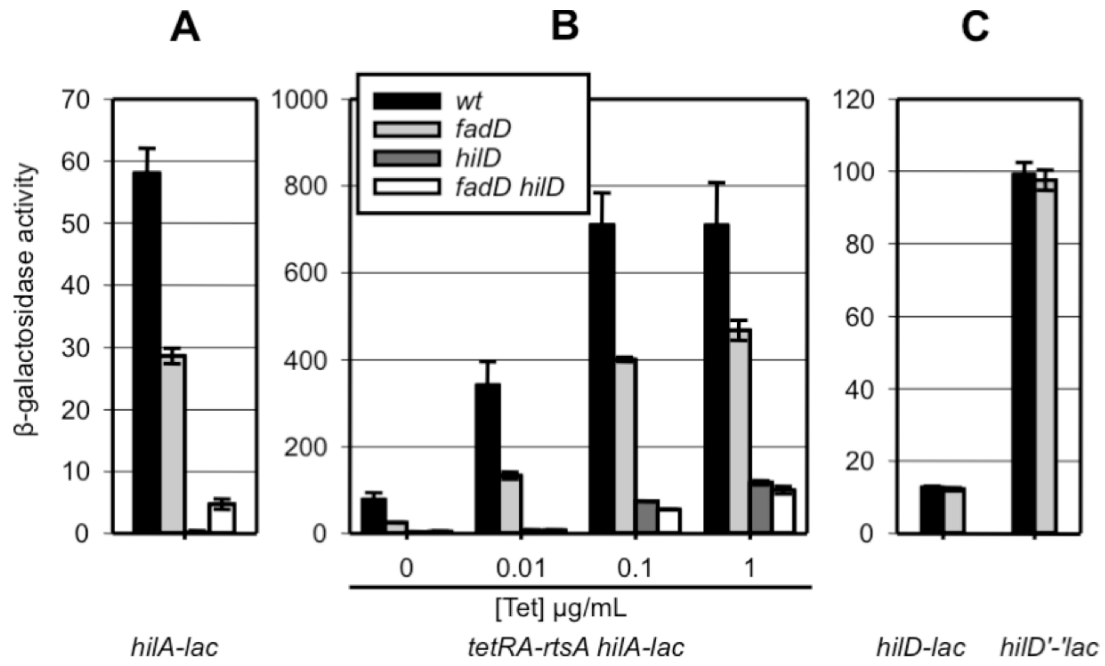 A
B
C
β-galactosidase activity
70
60
50
40
30
20
10
0
hilA-lac
1000
800
600
400
200
0
wt
fadD
hilD
fadD hilD
0 0.01 0.1 1
[Tet] µg/mL
tetRA-rtsA hilA-lac
120
100
80
60
40
20
0
hilD-lac hilD'-'lac